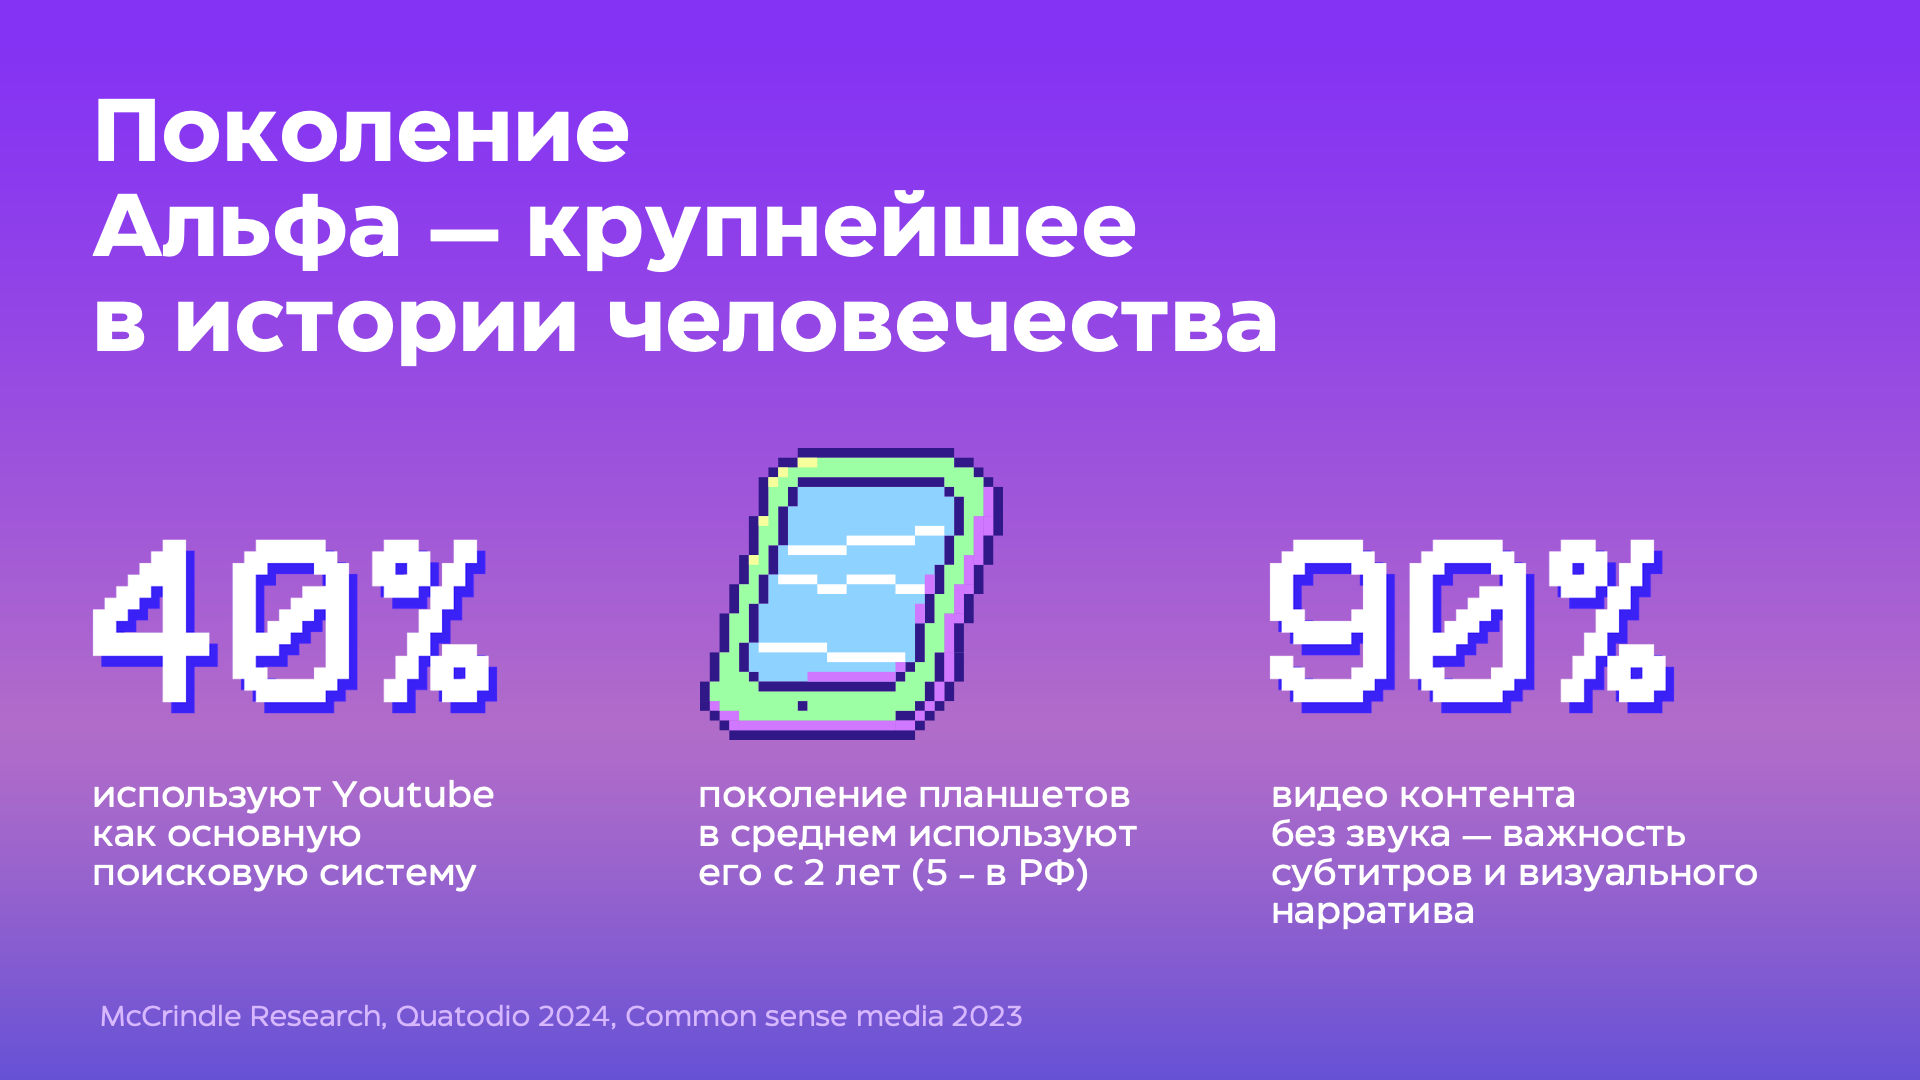 Поколение
Альфа — крупнейшее
в истории человечества
40%
используют Youtube
как основную
поисковую систему
поколение планшетов
в среднем используют
его с 2 лет (5 - в РФ)
90%
видео контента
без звука — важность
субтитров и визуального
нарратива
McCrindle Research, Quatodio 2024, Common sense media 2023